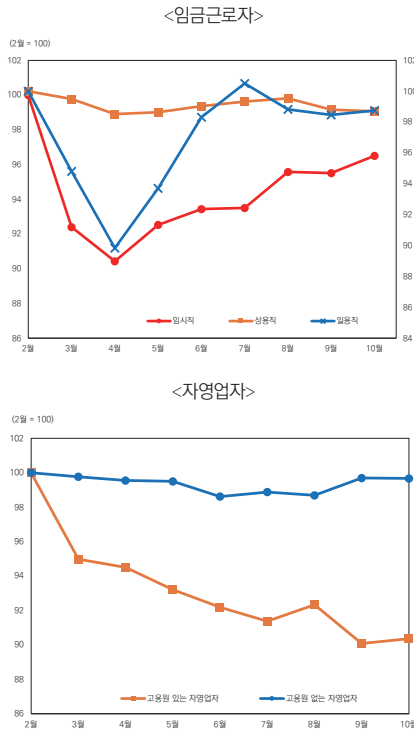 <임금근로자>
(2월 = 100)
102 102
100 100
98 98
96 96
94 94
92 92
90 90
88 88
86 86
84
임시직 상용직 일용직
2월 3월 4월 5월 6월 7월 8월 9월 10월
<자영업자>
(2월 = 100)
102
100
98
96
94
92
90
88
86
고용원 있는 자영업자 고용원 없는 자영업자
2월 3월 4월 5월 6월 7월 8월 9월 10월